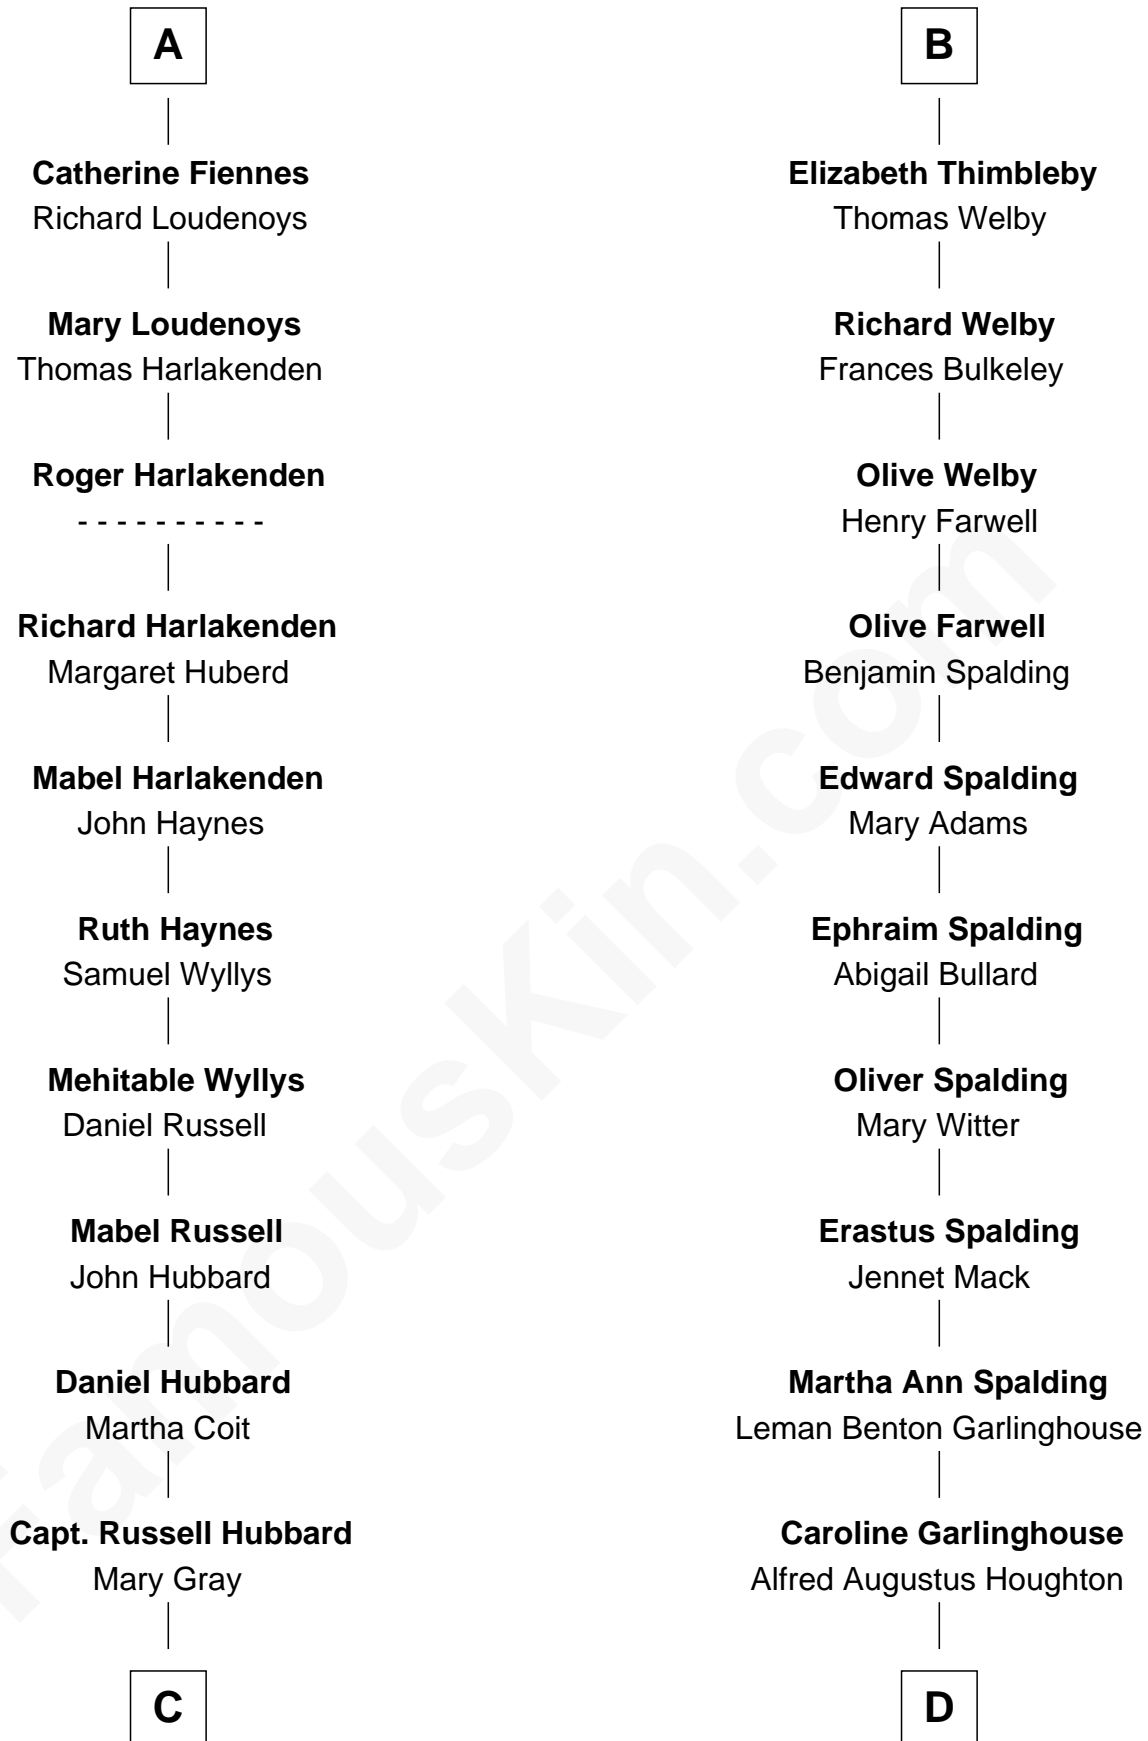 A
Catherine Fiennes
Richard Loudenoys
Mary Loudenoys
Thomas Harlakenden
Roger Harlakenden
- - - - - - - - - -
Richard Harlakenden
Margaret Huberd
Mabel Harlakenden
John Haynes
Ruth Haynes
Samuel Wyllys
Mehitable Wyllys
Daniel Russell
Mabel Russell
John Hubbard
Daniel Hubbard
Martha Coit
Capt. Russell Hubbard
Mary Gray
C
B
Elizabeth Thimbleby
Thomas Welby
Richard Welby
Frances Bulkeley
Olive Welby
Henry Farwell
Olive Farwell
Benjamin Spalding
Edward Spalding
Mary Adams
Ephraim Spalding
Abigail Bullard
Oliver Spalding
Mary Witter
Erastus Spalding
Jennet Mack
Martha Ann Spalding
Leman Benton Garlinghouse
Caroline Garlinghouse
Alfred Augustus Houghton
D
FamousKin.com